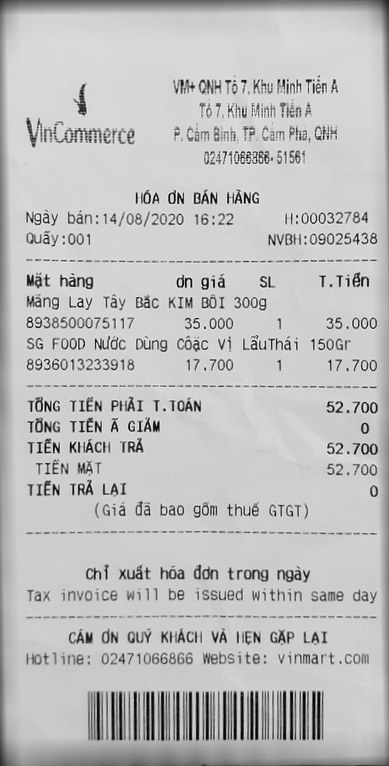 VinCommerce
VM+ QNH Tổ 7, Khu Minh Tiến A
Tổ 7, Khu Minh Tiến A
P. Cẩm Bình, TP. Cẩm Phả, QNH
02471066866-51561
HÓA ƠN BÁN HÀNG
Ngày bán:14/08/2020 16:22 H:00032784
Quầy:001 NVBH:09025438
Mặt hàng ơn giá SL T.Tiền
Măng Lay Tây Bắc KIM BÔI 300g
8938500075117 35.000 1 35.000
SG FOOD Nước Dùng Côặc Vị LẩuThái 150Gr
8936013233918 17.700 1 17.700
TỔNG TIỀN PHẢI T.TOÁN 52.700
TỔNG TIỀN Ã GIẢM 0
TIỀN KHÁCH TRẢ 52.700
TIỀN MẶT 52.700
TIỀN TRẢ LẠI 0
(Giá đã bao gồm thuế GTGT)
Chỉ xuất hóa đơn trong ngày
Tax invoice will be issued within same day
CẢM ƠN QUÝ KHÁCH VÀ HẸN GẶP LẠI
Hotline: 02471066866 Website: vinmart.com